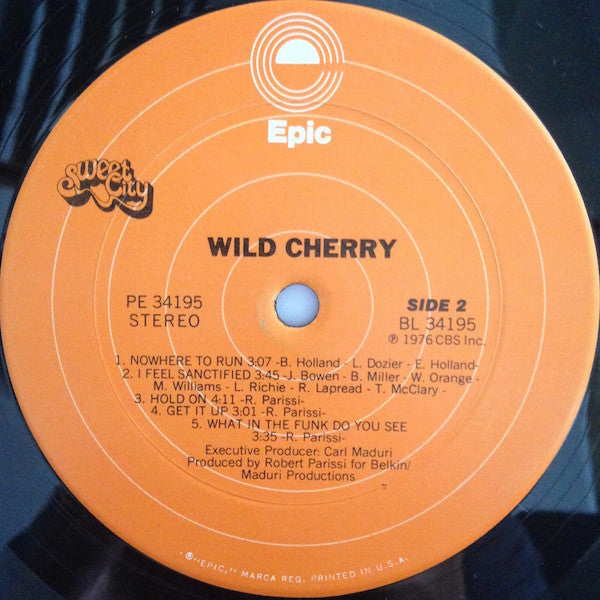 Epic
Sweet City
WILD CHERRY
PE 34195
STEREO
SIDE 2
BL 34195
℗ 1976 CBS Inc.
1. NOWHERE TO RUN 3:07 -B. Holland - L. Dozier - E. Holland-
2. I FEEL SANCTIFIED 3:45 -J. Bowen - B. Miller - W. Orange -
M. Williams - L. Richie - R. Lapread - T. McClary -
3. HOLD ON 4:11 -R. Parissi-
4. GET IT UP 3:01 -R. Parissi-
5. WHAT IN THE FUNK DO YOU SEE
3:35 -R. Parissi-
Executive Producer: Carl Maduri
Produced by Robert Parissi for Belkin/
Maduri Productions
®"EPIC," MARCA REG. PRINTED IN U.S.A.